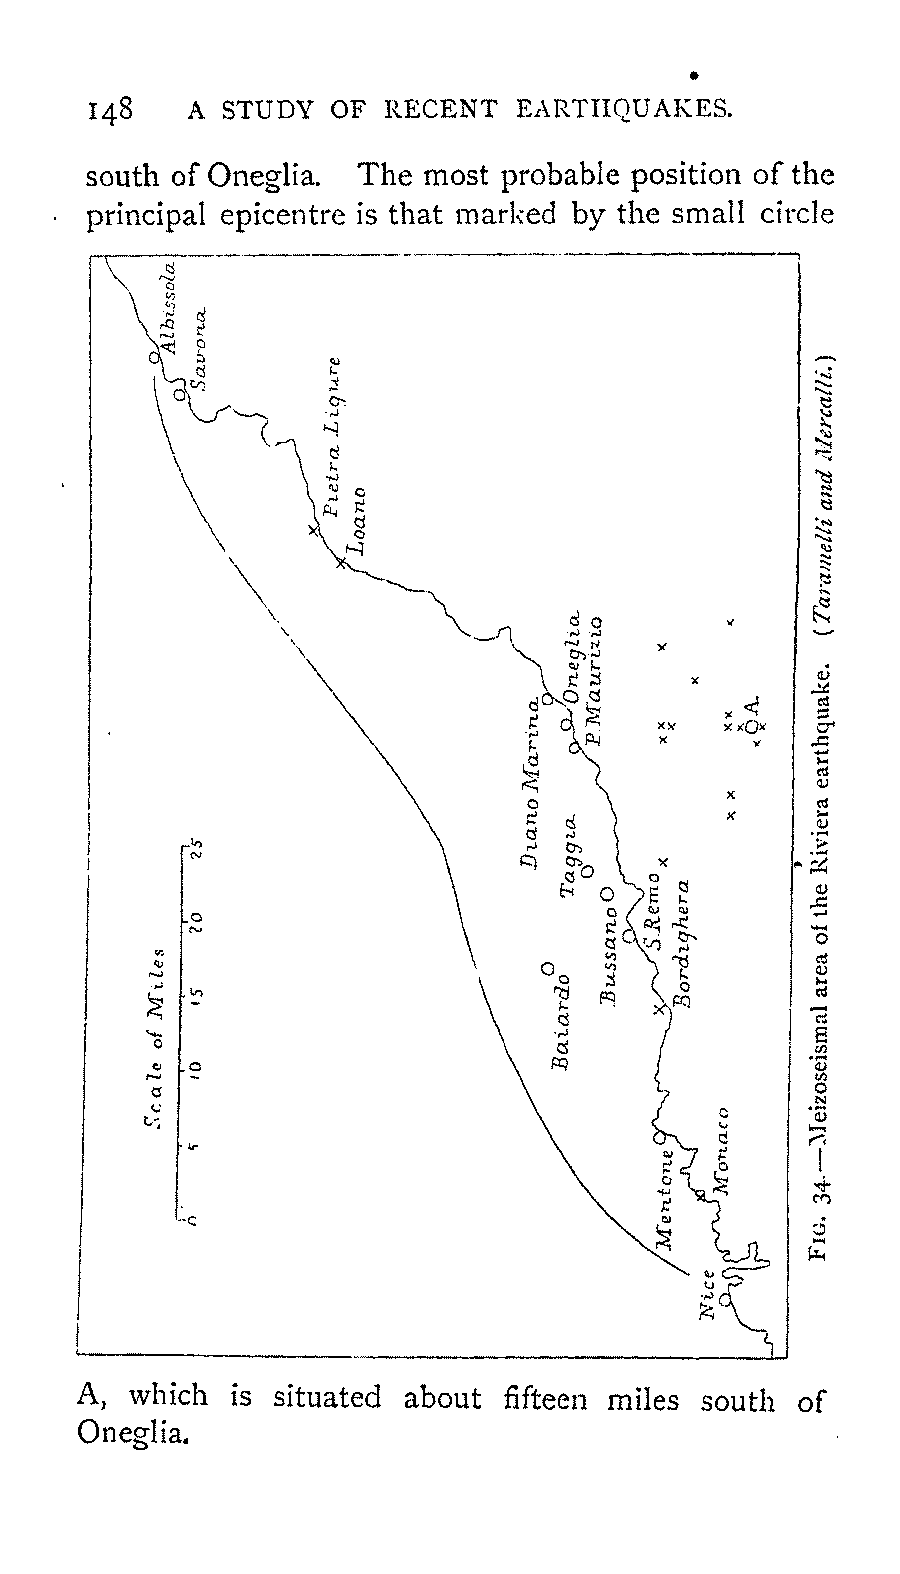 148 A STUDY OF RECENT EARTHQUAKES.
south of Oneglia. The most probable position of the
principal epicentre is that marked by the small circle
Albissola
Savona
Pietra Ligure
Loano
Oneglia
P. Maurizio
Diano Marina
Taggia
Bussano
S. Remo
Bordighera
Baiardo
Mentone
Monaco
Nice
A.
Scale of Miles
0 5 10 15 20 25
FIG. 34.—Meizoseismal area of the Riviera earthquake. (Taramelli and Mercalli.)
A, which is situated about fifteen miles south of
Oneglia.